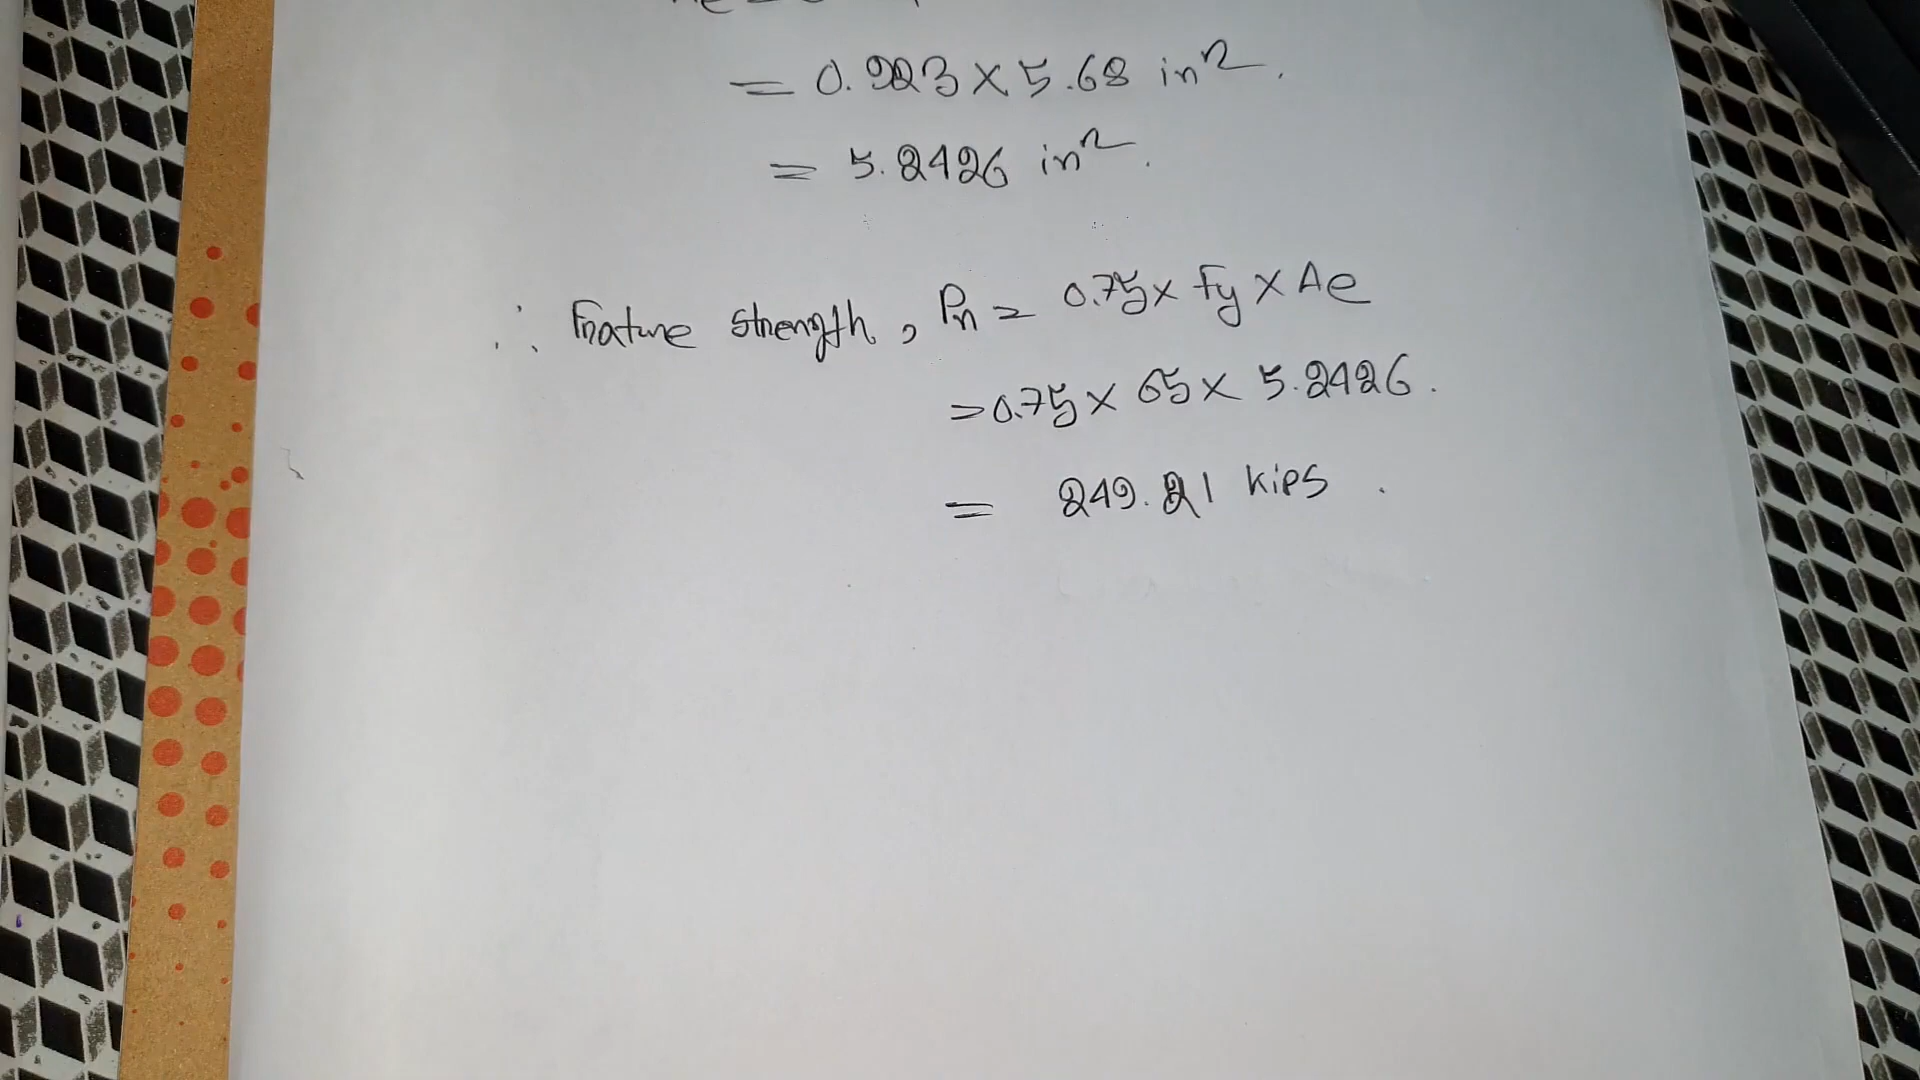 = 0.923 × 5.68 in².
= 5.2426 in².
∴ Frature strength, Pn = 0.75 × Fy × Ae
= 0.75 × 65 × 5.2426.
= 249.21 kips.